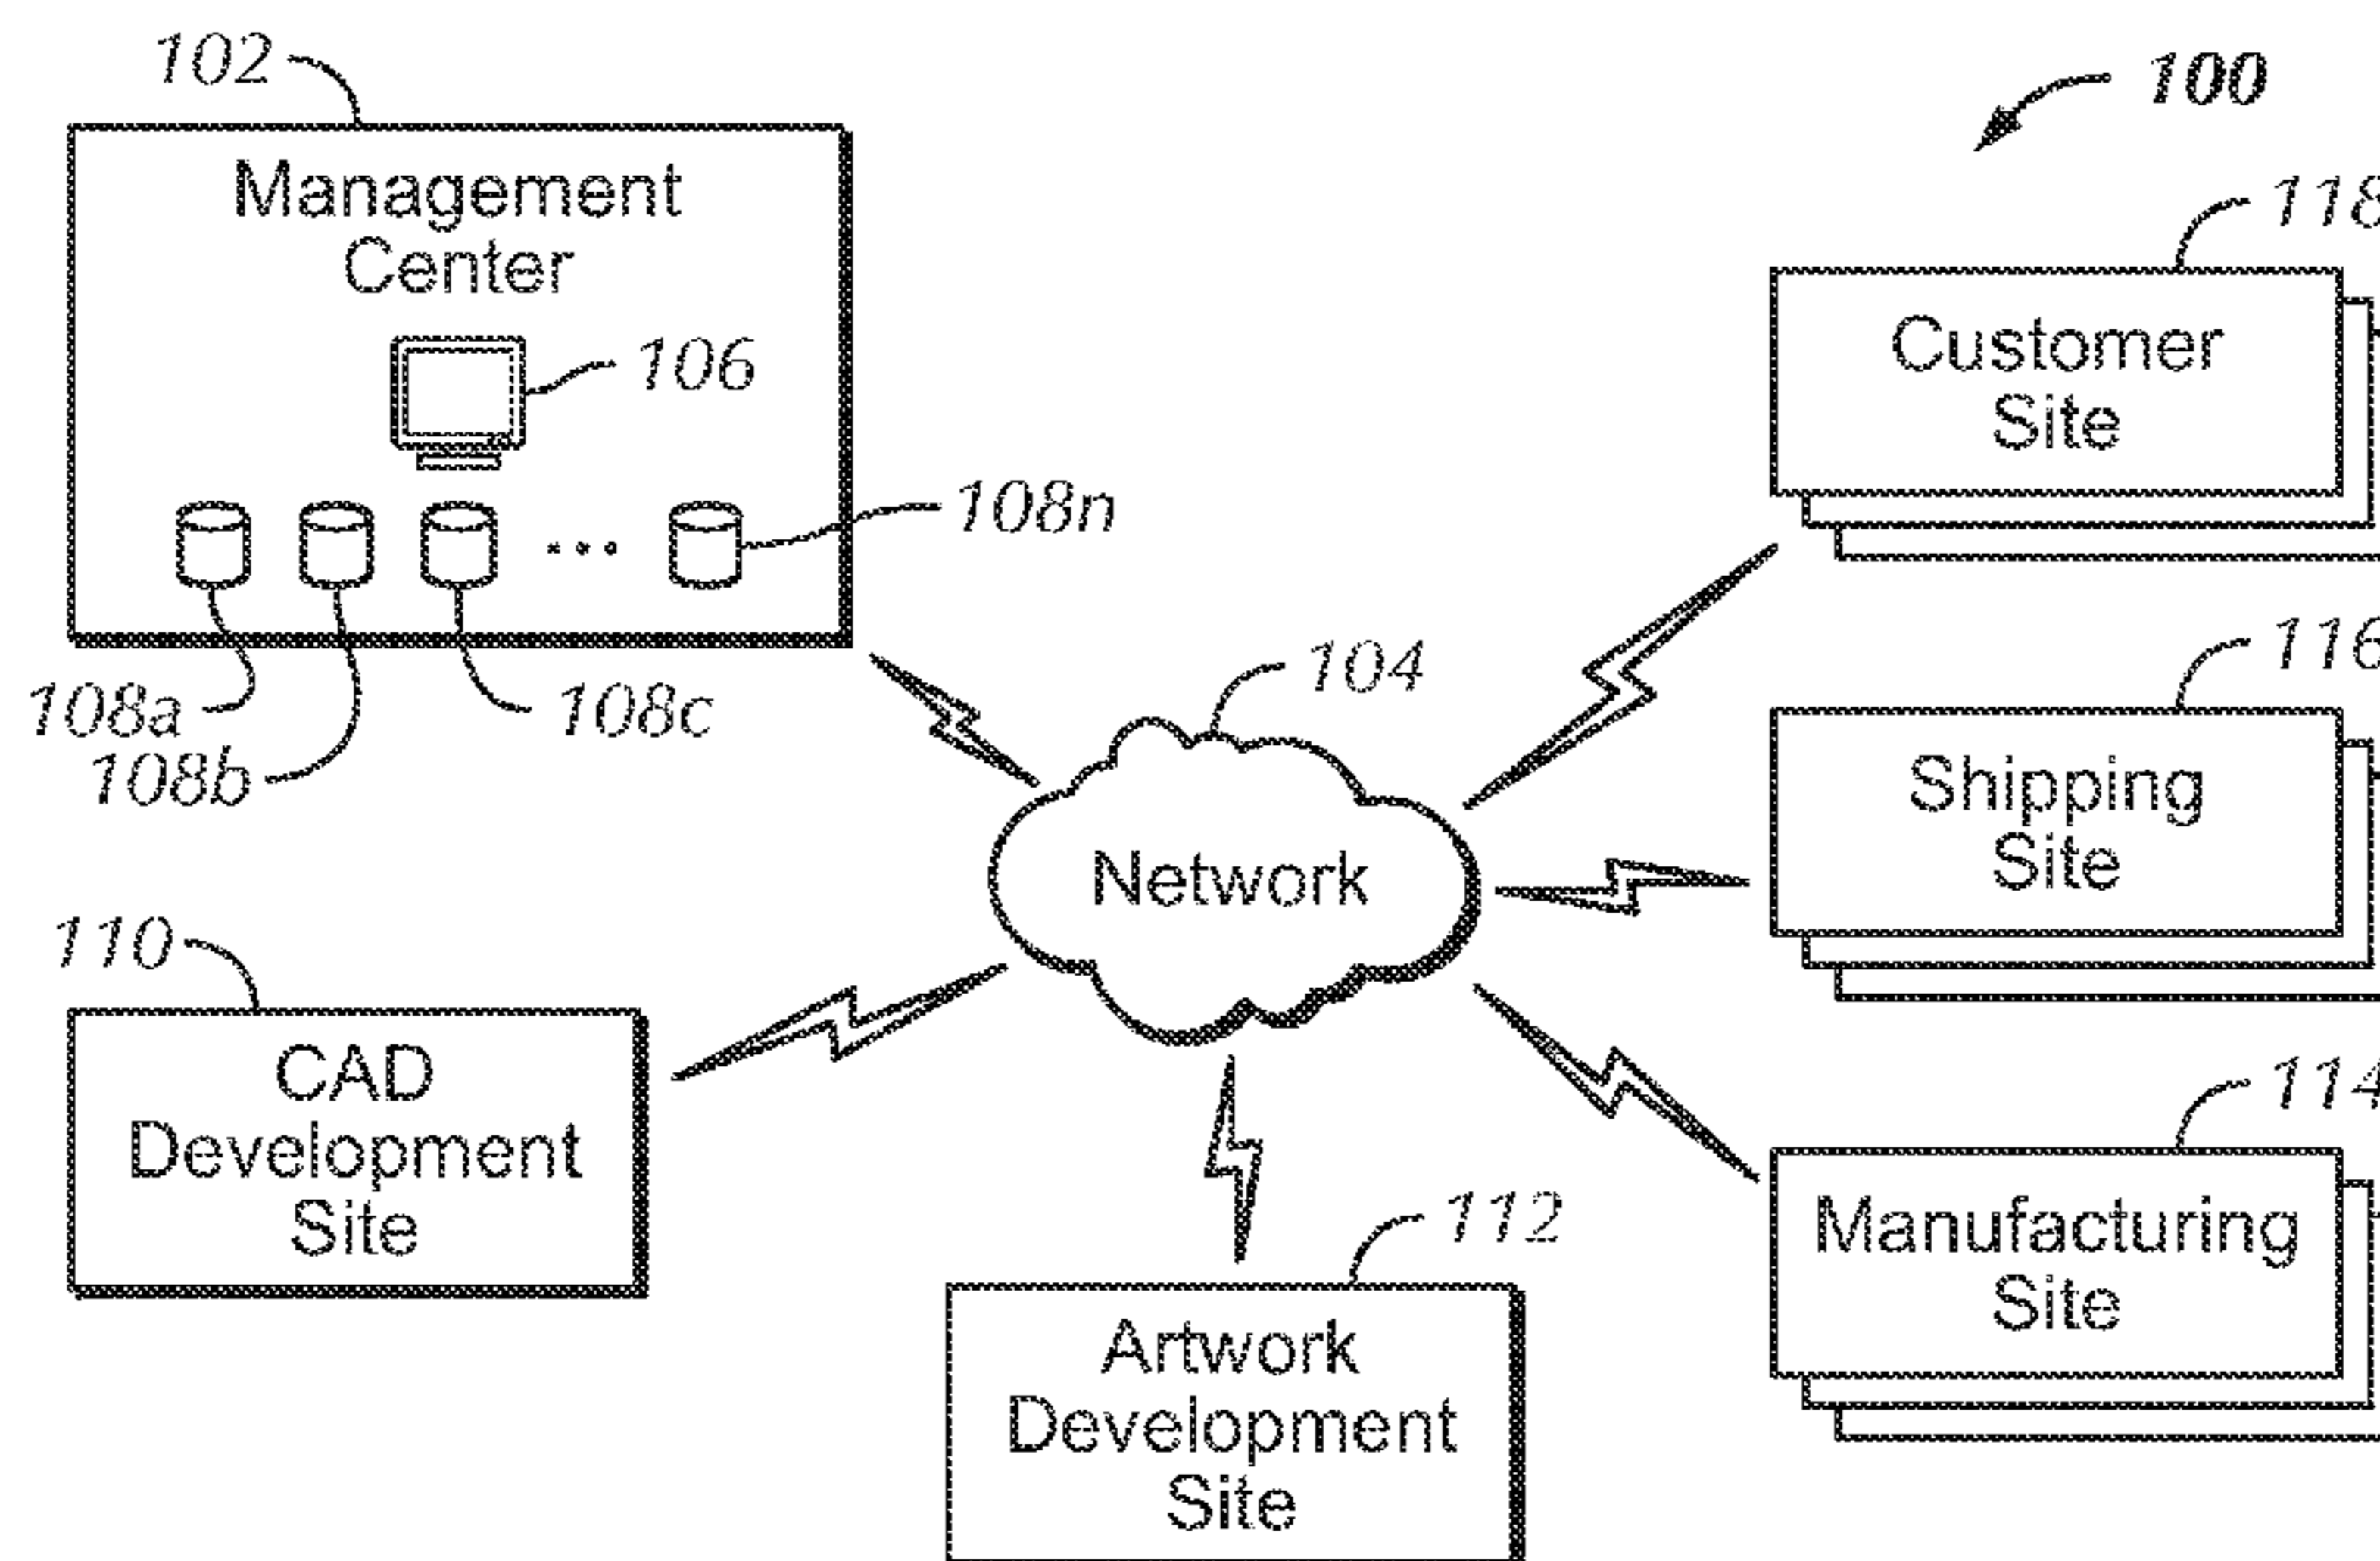 102
100
Management
Center
118
106
Customer
Site
108n
108a
108c
108b
104
116
Shipping
Site
Network
110
CAD
Development
Site
114
Manufacturing
Site
112
Artwork
Development
Site